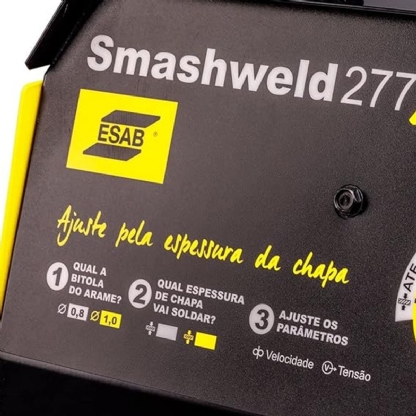 Smashweld 277
ESAB
Ajuste pela espessura da chapa
1 QUAL A
BITOLA
DO ARAME?
Ø 0,8 Ø 1,0
2 QUAL ESPESSURA
DE CHAPA
VAI SOLDAR?
3 AJUSTE OS
PARÂMETROS
Velocidade
V Tensão
ATÉ